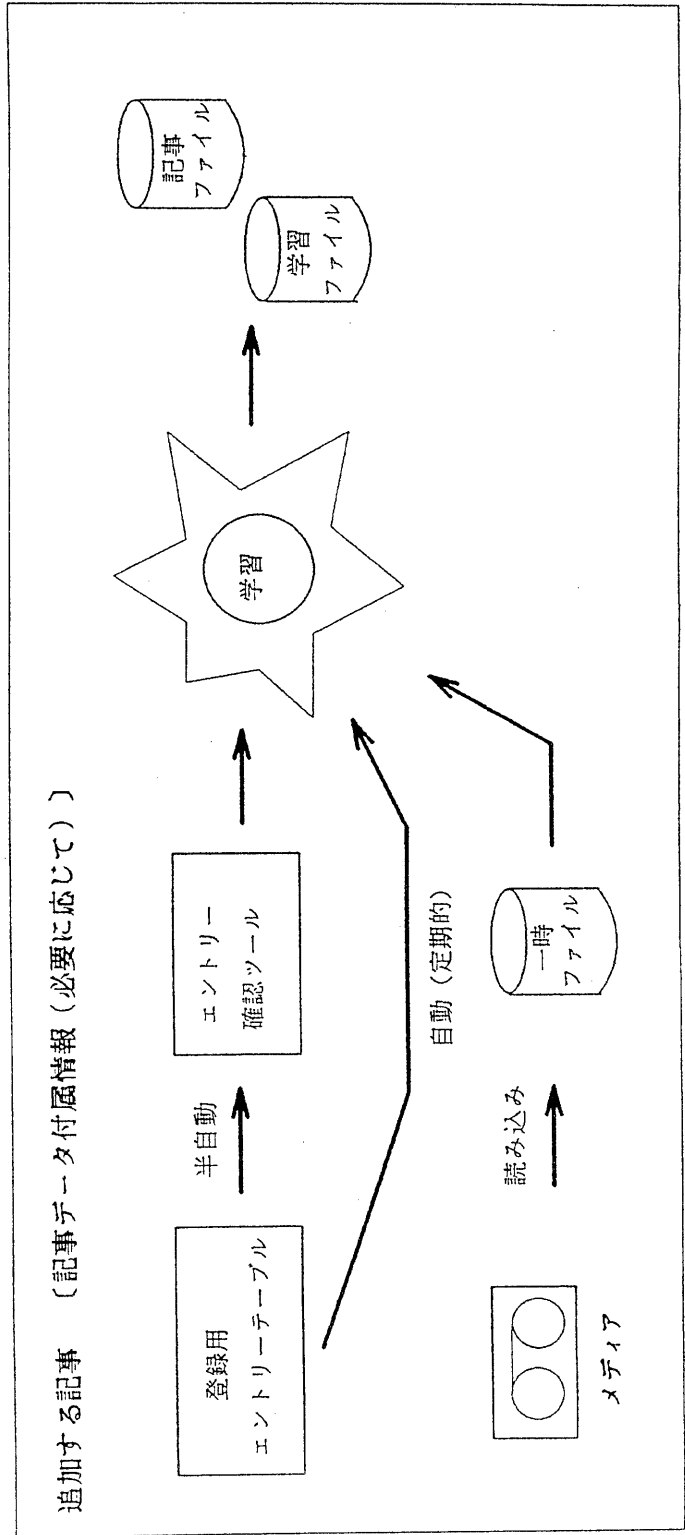 追加する記事 〔記事データ付属情報(必要に応じて)〕
登録用
エントリーテーブル
半自動
エントリー
確認ツール
学習
記事
ファイル
学習
ファイル
自動(定期的)
メディア
読み込み
一時
ファイル